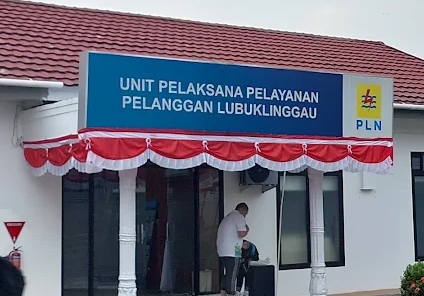 UNIT PELAKSANA PELAYANAN
PELANGGAN LUBUKLINGGAU
PLN